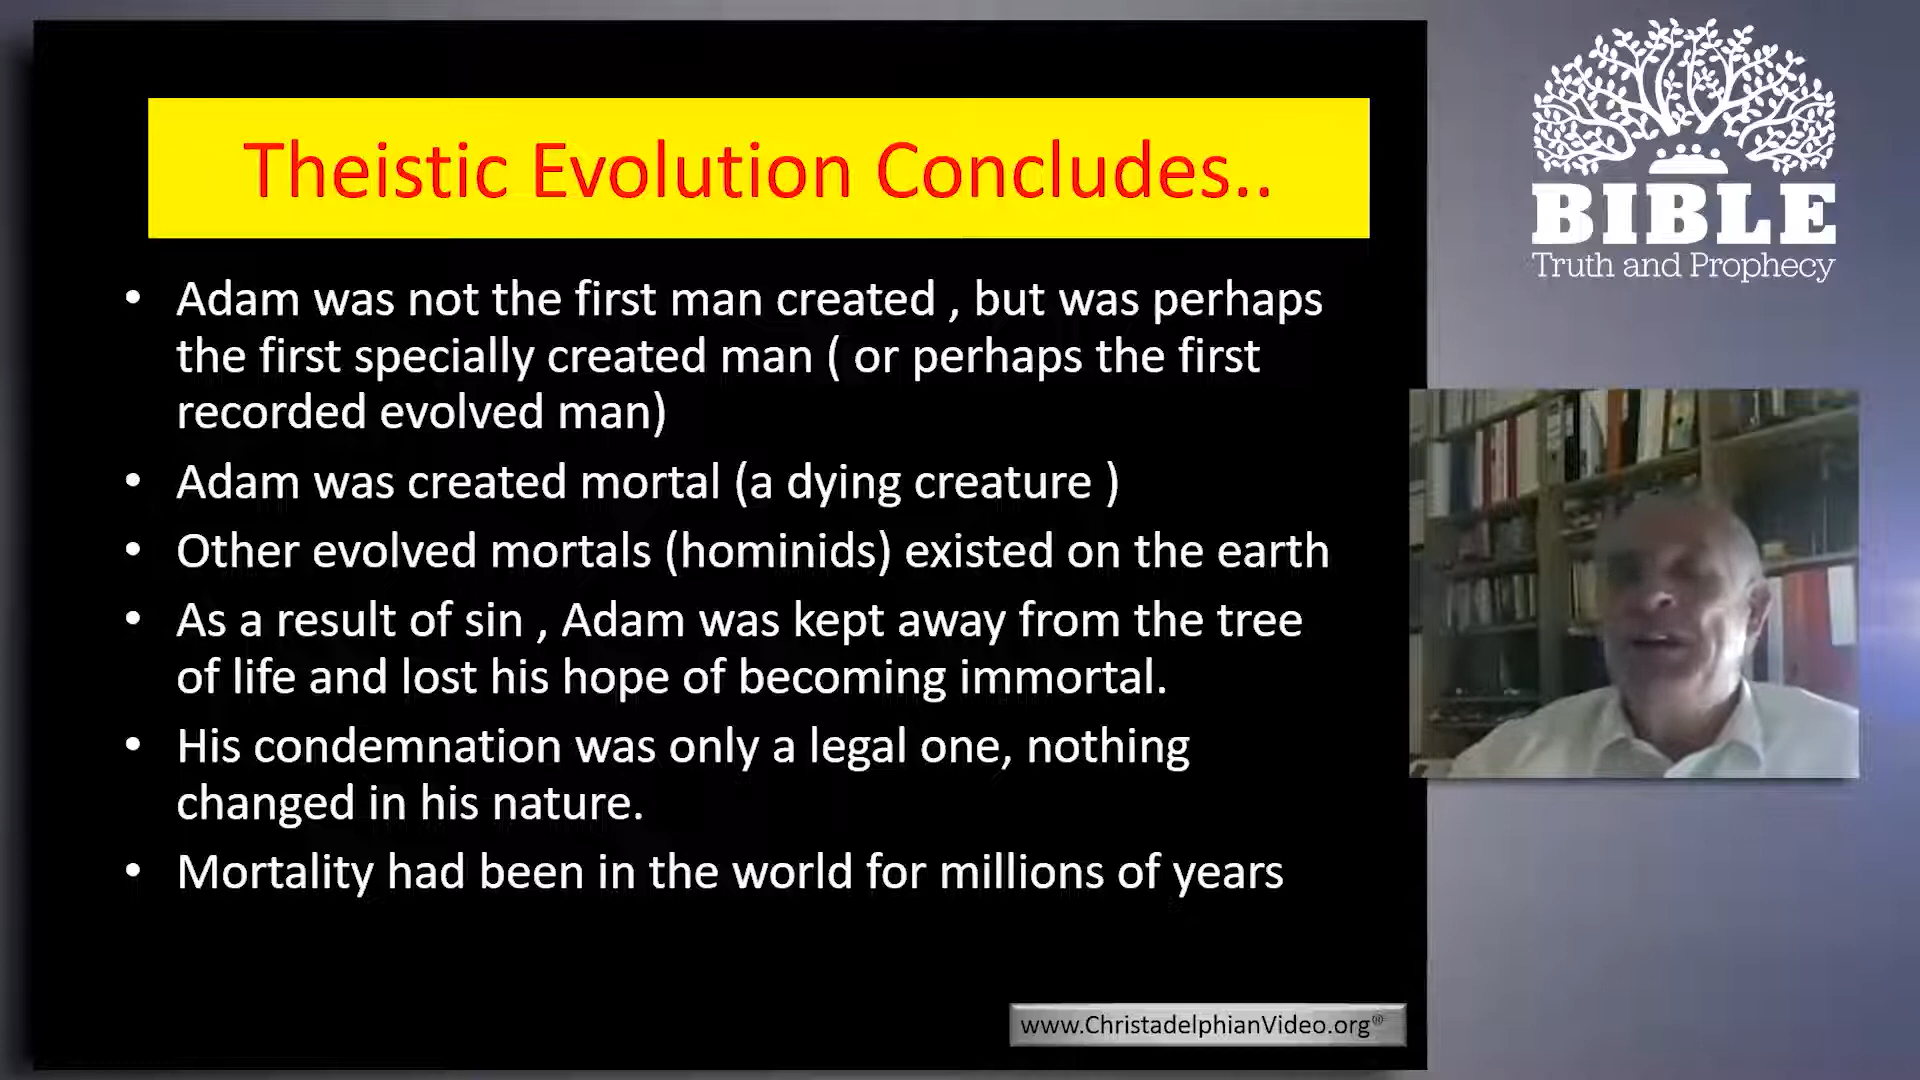 Theistic Evolution Concludes..
• Adam was not the first man created , but was perhaps
the first specially created man ( or perhaps the first
recorded evolved man)
• Adam was created mortal (a dying creature )
• Other evolved mortals (hominids) existed on the earth
• As a result of sin , Adam was kept away from the tree
of life and lost his hope of becoming immortal.
• His condemnation was only a legal one, nothing
changed in his nature.
• Mortality had been in the world for millions of years
www.ChristadelphianVideo.org®
BIBLE
Truth and Prophecy